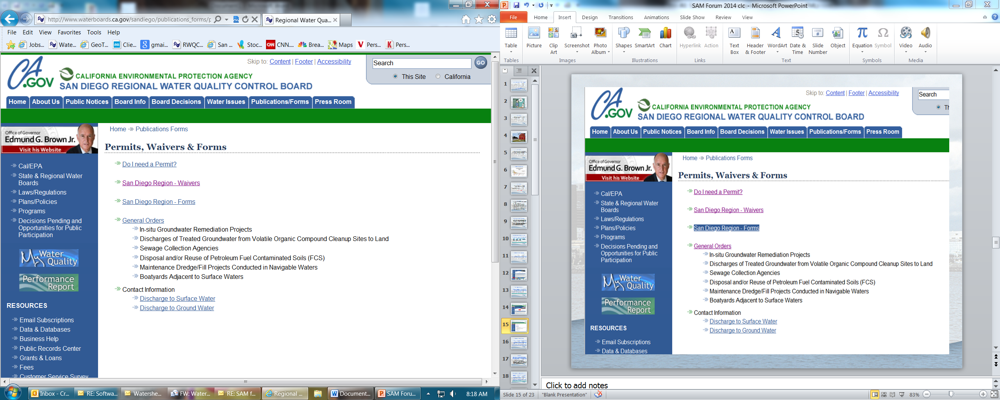 http://www.waterboards.ca.gov/sandiego/publications_forms/p
Regional Water Qua...
File Edit View Favorites Tools Help
Jobs... Wate... GeoT... Clie... gmai... RWQC... San ... Stoc... CNN.... Brea... Maps Pers... Pers...
CA.GOV
Skip to: Content | Footer | Accessibility
Search GO
This Site California
CALIFORNIA ENVIRONMENTAL PROTECTION AGENCY
SAN DIEGO REGIONAL WATER QUALITY CONTROL BOARD
Home About Us Public Notices Board Info Board Decisions Water Issues Publications/Forms Press Room
Office of Governor
Edmund G. Brown Jr.
Visit his Website
Cal/EPA
State & Regional Water
Boards
Laws/Regulations
Plans/Policies
Programs
Decisions Pending and
Opportunities for Public
Participation
My Water
Quality
Performance
Report
RESOURCES
Email Subscriptions
Data & Databases
Business Help
Public Records Center
Grants & Loans
Fees
Customer Service Survey
Home Publications Forms
Permits, Waivers & Forms
Do I need a Permit?
San Diego Region - Waivers
San Diego Region - Forms
General Orders
In-situ Groundwater Remediation Projects
Discharges of Treated Groundwater from Volatile Organic Compound Cleanup Sites to Land
Sewage Collection Agencies
Disposal and/or Reuse of Petroleum Fuel Contaminated Soils (FCS)
Maintenance Dredge/Fill Projects Conducted in Navigable Waters
Boatyards Adjacent to Surface Waters
Contact Information
Discharge to Surface Water
Discharge to Ground Water
Inbox - Cr... RE: Softwa... Watershe... FW: Water... RE: SAM f... Regional ... Document... SAM Foru... 8:18 AM
SAM Forum 2014 clc - Microsoft PowerPoint
File Home Insert Design Transitions Animations Slide Show Review View
Table Picture Clip Art Screenshot Photo Album Shapes SmartArt Chart Hyperlink Action Text Box Header & Footer WordArt Date & Time Slide Number Object Equation Symbol Video Audio
Tables Images Illustrations Links Text Symbols Media
1
2
3
4
5
6
7
8
9
10
11
12
13
14
15
16
17
18
CA.GOV
Skip to: Content | Footer | Accessibility
Search
Th
CALIFORNIA ENVIRONMENTAL PROTECTION AGENCY
SAN DIEGO REGIONAL WATER QUALITY CONTROL BOARD
Home About Us Public Notices Board Info Board Decisions Water Issues Publications/Forms Press Room
Office of Governor
Edmund G. Brown Jr.
Visit his Website
Cal/EPA
State & Regional Water
Boards
Laws/Regulations
Plans/Policies
Programs
Decisions Pending and
Opportunities for Public
Participation
My Water
Quality
Performance
Report
RESOURCES
Email Subscriptions
Data & Databases
Home Publications Forms
Permits, Waivers & Forms
Do I need a Permit?
San Diego Region - Waivers
San Diego Region - Forms
General Orders
In-situ Groundwater Remediation Projects
Discharges of Treated Groundwater from Volatile Organic Compound Cleanup Sites to Land
Sewage Collection Agencies
Disposal and/or Reuse of Petroleum Fuel Contaminated Soils (FCS)
Maintenance Dredge/Fill Projects Conducted in Navigable Waters
Boatyards Adjacent to Surface Waters
Contact Information
Discharge to Surface Water
Discharge to Ground Water
Click to add notes
Slide 15 of 23 "Blank Presentation" 83%